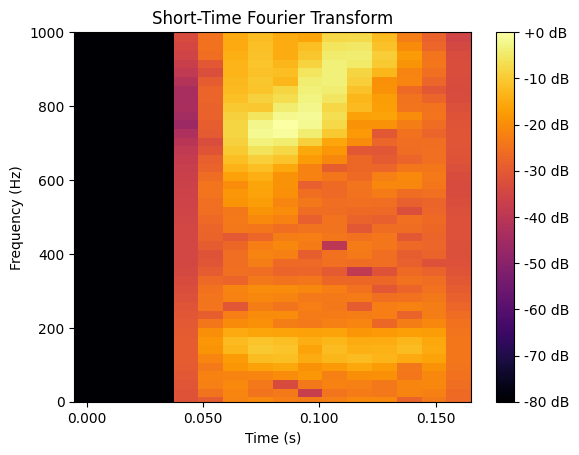 Short-Time Fourier Transform
1000
800
600
400
200
0
Frequency (Hz)
0.000
0.050
0.100
0.150
Time (s)
+0 dB
-10 dB
-20 dB
-30 dB
-40 dB
-50 dB
-60 dB
-70 dB
-80 dB